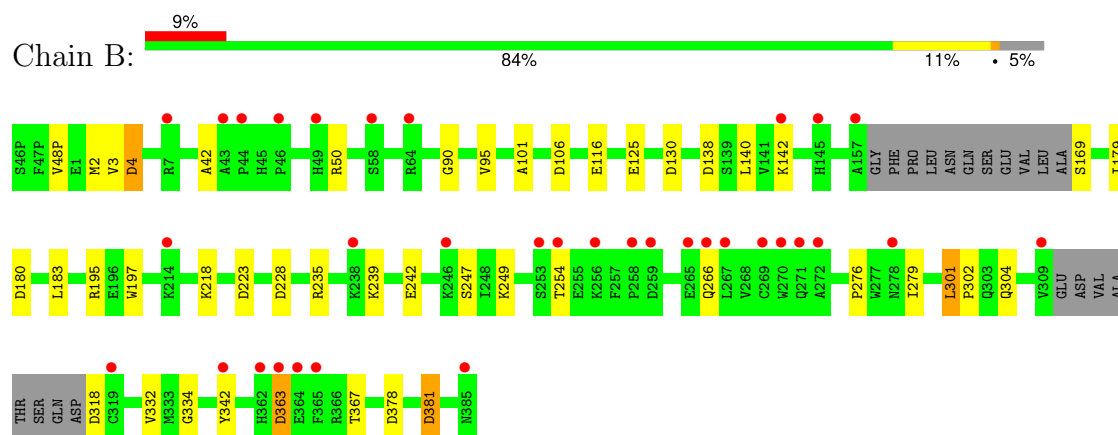 9%
Chain B:
84% 11% • 5%
S46P F47P V48P E1 M2 V3 D4 R7 A42 A43 P44 H45 P46 H49 R50 S58 R64 G90 V95 A101 D106 E116 E125 D130 D138 S139 L140 V141 K142 H145 A157 GLY PHE PRO LEU ASN GLN SER GLU VAL LEU ALA S169
D180 L183 R195 E196 W197 K214 K218 D223 D228 R235 K238 K239 E242 K246 S247 I248 K249 S253 T254 E255 K256 F257 P258 D259 E265 Q266 L267 V268 C269 W270 Q271 A272 P276 W277 N278 I279 L301 P302 Q303 Q304 V309 GLU ASP VAL ALA
THR SER GLN ASP D318 C319 V332 M333 G334 Y342 H362 D363 E364 F365 R366 T367 D378 D381 N385